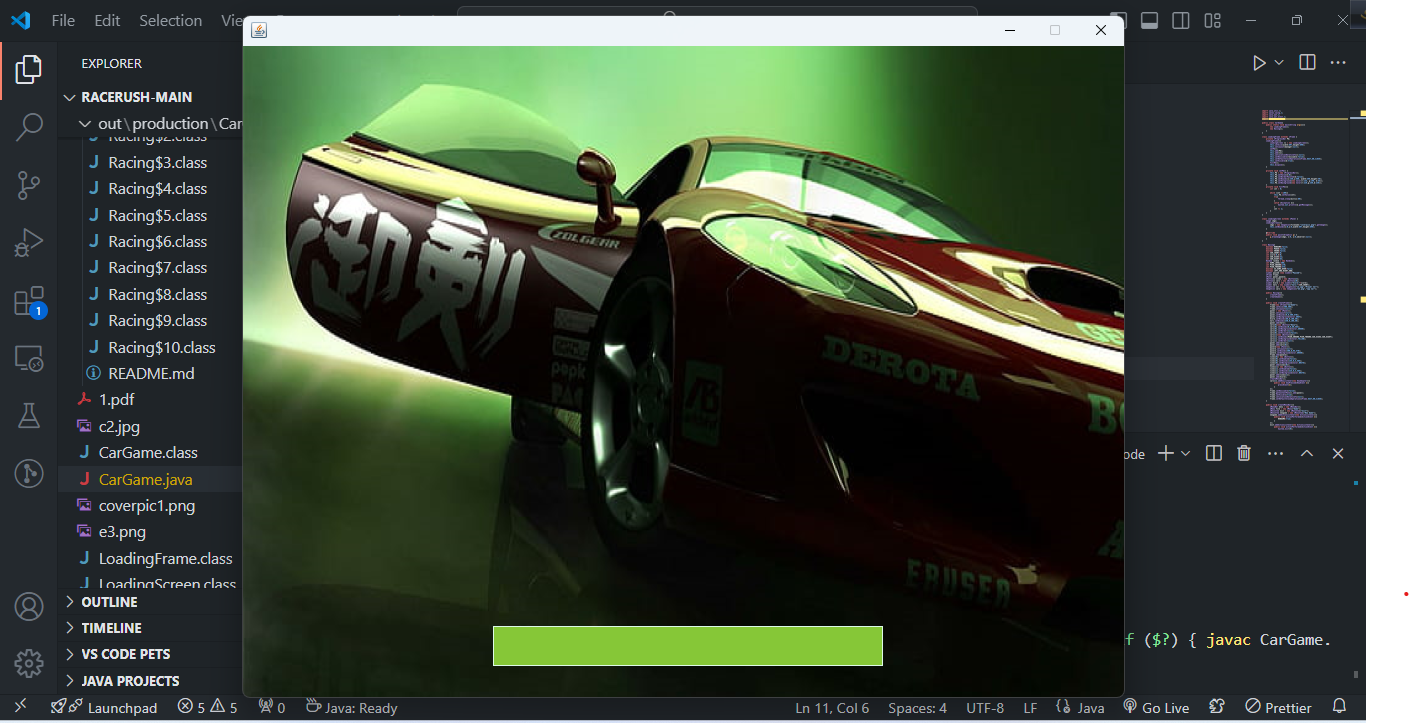 File Edit Selection
EXPLORER
RACERUSH-MAIN
out\production\Car
Racing$2.class
Racing$3.class
Racing$4.class
Racing$5.class
Racing$6.class
Racing$7.class
Racing$8.class
Racing$9.class
Racing$10.class
README.md
1.pdf
c2.jpg
CarGame.class
CarGame.java
coverpic1.png
e3.png
LoadingFrame.class
LoadingScreen.class
OUTLINE
TIMELINE
VS CODE PETS
JAVA PROJECTS
1
ZOLGEAR
DEROTA
ERUSER
ode
f ($?) { javac CarGame.
Launchpad 5 5 0 Java: Ready Ln 11, Col 6 Spaces: 4 UTF-8 LF Java Go Live Prettier